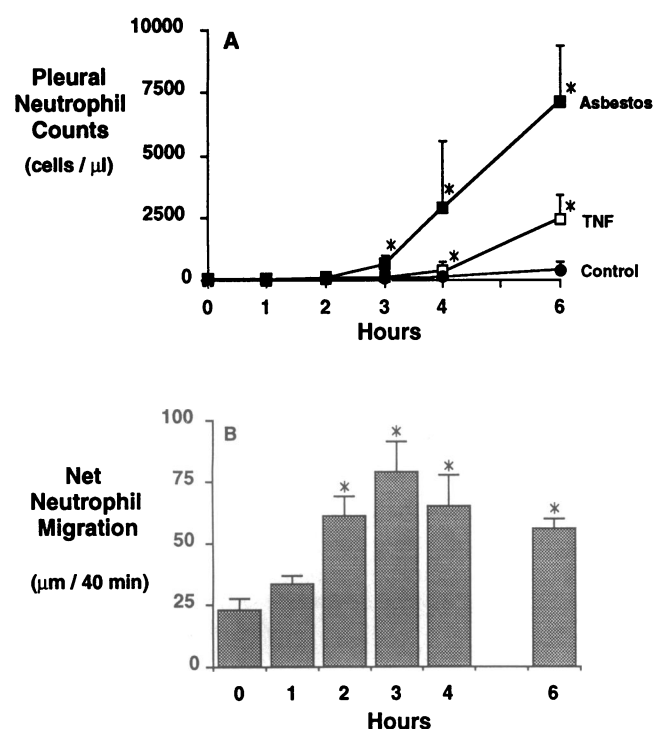 A
10000
7500
5000
2500
0
Pleural
Neutrophil
Counts
(cells / μl)
* * * * *
Asbestos
TNF
Control
0 1 2 3 4 6
Hours
B
100
75
50
25
0
Net
Neutrophil
Migration
(μm / 40 min)
* * * *
0 1 2 3 4 6
Hours